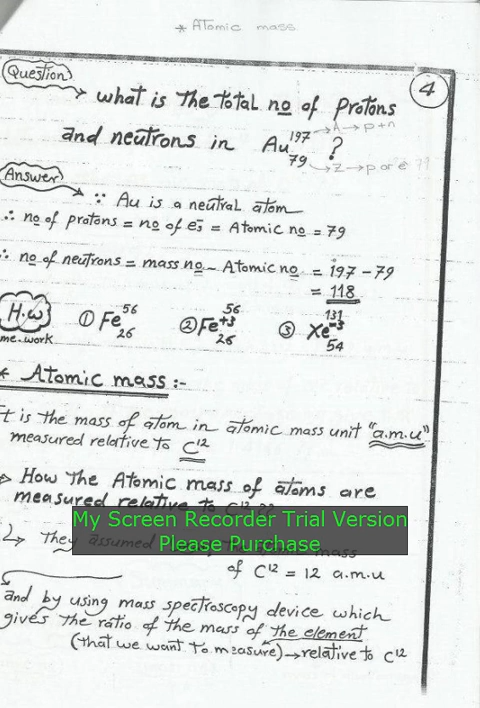 * Atomic mass
4
Question
what is the total no of protons
and neutrons in Au 197 79 ?
A → p+n
Z → p or e
Answer
∵ Au is a neutral atom
∴ no of protons = no of es̄ = Atomic no = 79
∴ no of neutrons = mass no - Atomic no = 197 - 79
= 118
H.w
me.work
① Fe 56 26 ② Fe+3 56 26 ③ Xe-3 131 54
* Atomic mass :-
t is the mass of atom in atomic mass unit "a.m.u"
measured relative to C12
How the Atomic mass of atoms are
measured relative to C12 ??
My Screen Recorder Trial Version
Please Purchase
They assumed mass
of C12 = 12 a.m.u
and by using mass spectroscopy device which
gives the ratio of the mass of the element
(that we want to measure) → relative to C12